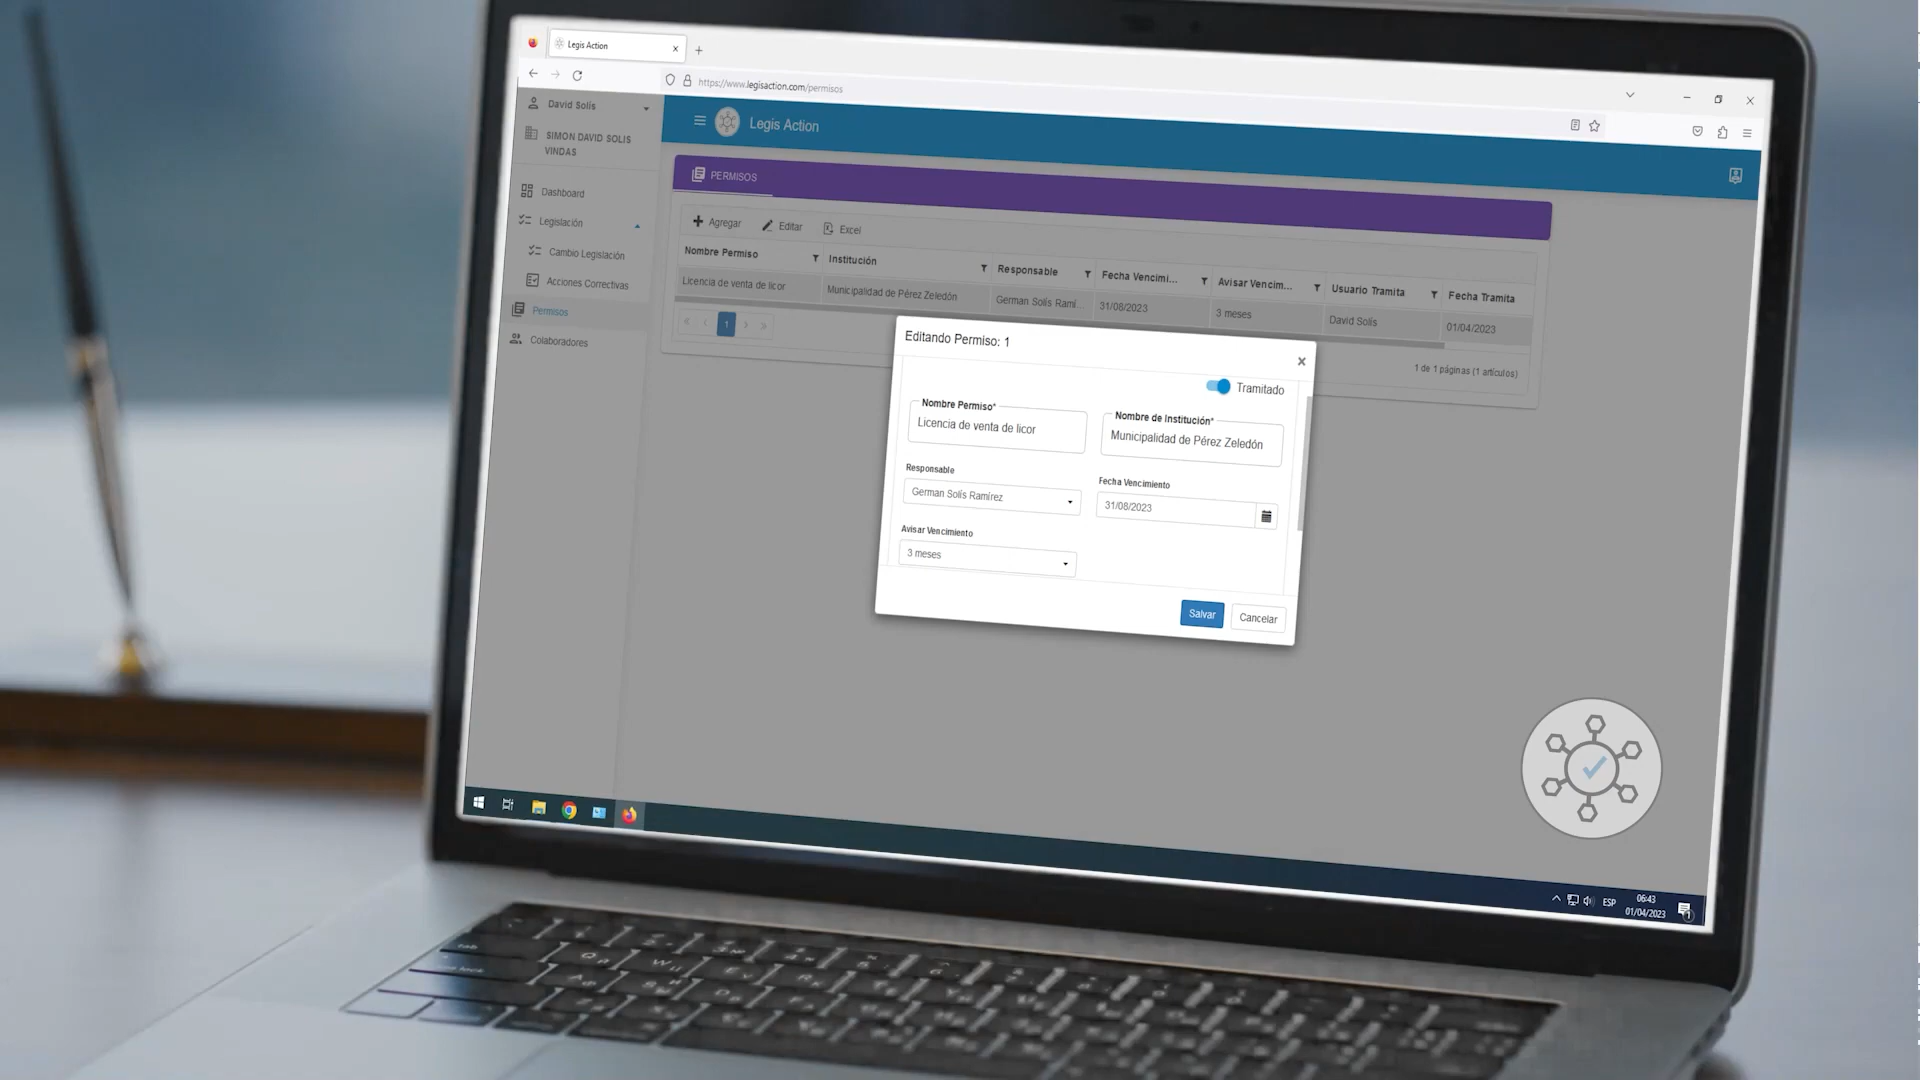 Legis Action
https://www.legisaction.com/permisos
David Solís
SIMON DAVID SOLIS
VINDAS
Dashboard
Legislación
Cambio Legislación
Acciones Correctivas
Permisos
Colaboradores
Legis Action
PERMISOS
Agregar Editar Excel
Nombre Permiso Institución Responsable Fecha Vencimi... Avisar Vencim... Usuario Tramita Fecha Tramita
Licencia de venta de licor Municipalidad de Pérez Zeledón German Solís Ramí... 31/08/2023 3 meses David Solís 01/04/2023
1
1 de 1 páginas (1 artículos)
Editando Permiso: 1
Tramitado
Nombre Permiso* Nombre de Institución*
Licencia de venta de licor Municipalidad de Pérez Zeledón
Responsable Fecha Vencimiento
German Solís Ramírez 31/08/2023
Avisar Vencimiento
3 meses
Salvar Cancelar
ESP
06:43
01/04/2023
1